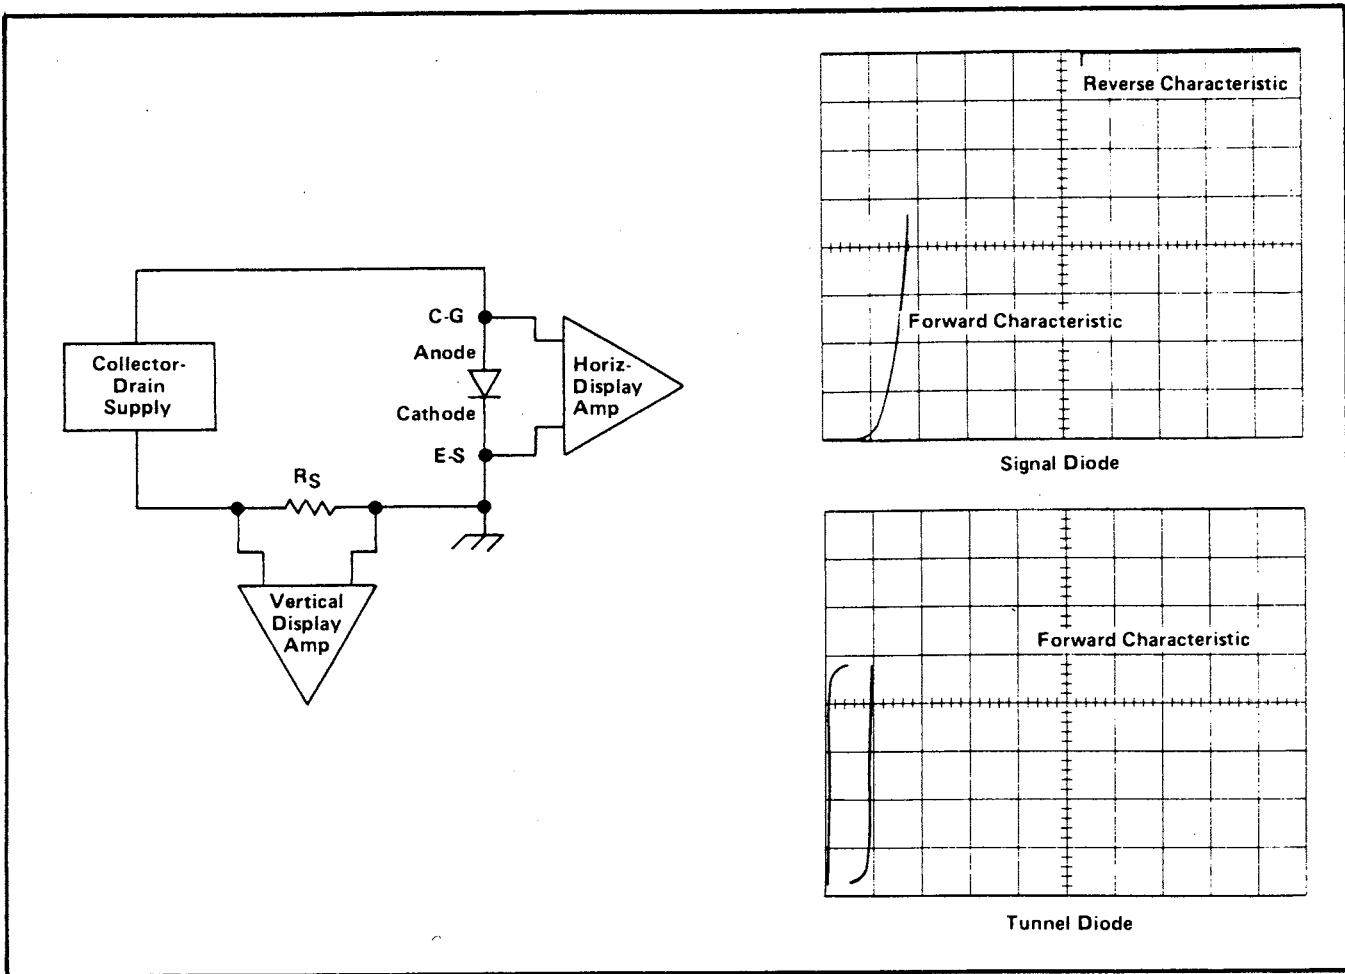 Collector-
Drain
Supply
C-G
Anode
Cathode
E-S
Horiz-
Display
Amp
RS
Vertical
Display
Amp
Reverse Characteristic
Forward Characteristic
Signal Diode
Forward Characteristic
Tunnel Diode